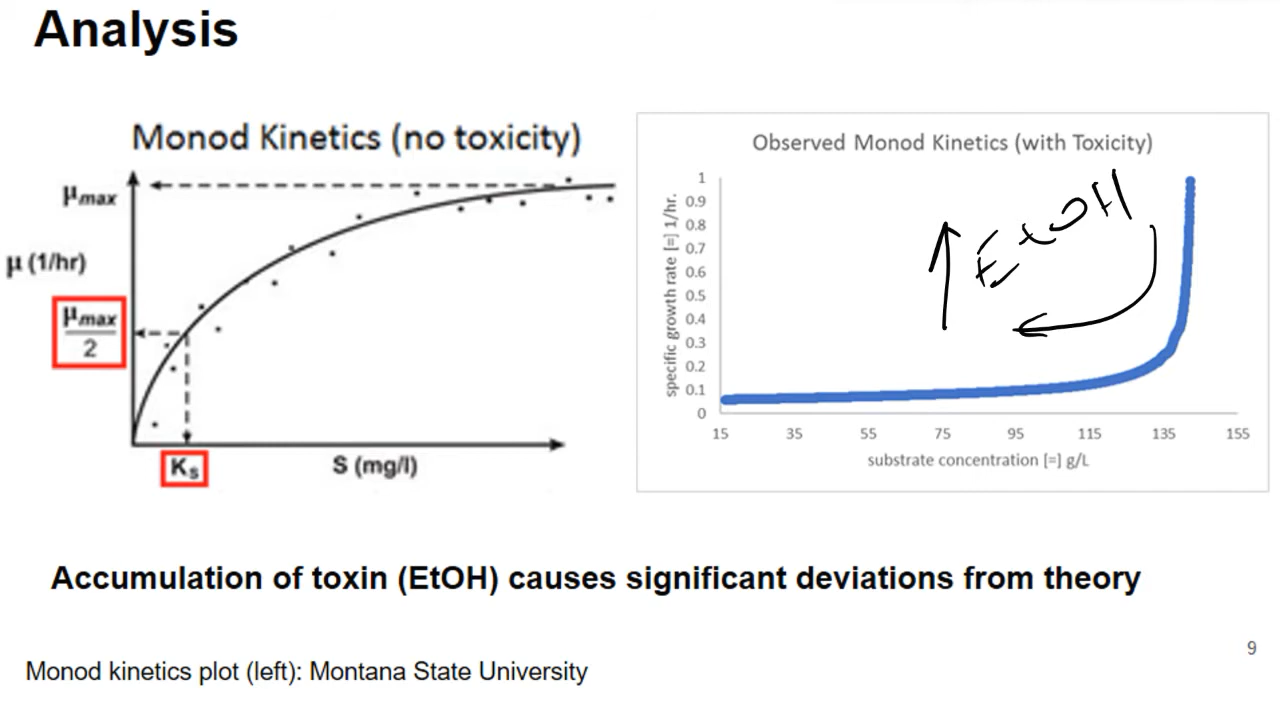 Analysis
Monod Kinetics (no toxicity)
μmax
μ (1/hr)
μmax
2
Ks
S (mg/l)
Observed Monod Kinetics (with Toxicity)
specific growth rate [=] 1/hr.
1
0.9
0.8
0.7
0.6
0.5
0.4
0.3
0.2
0.1
0
15 35 55 75 95 115 135 155
substrate concentration [=] g/L
EtOH
Accumulation of toxin (EtOH) causes significant deviations from theory
9
Monod kinetics plot (left): Montana State University